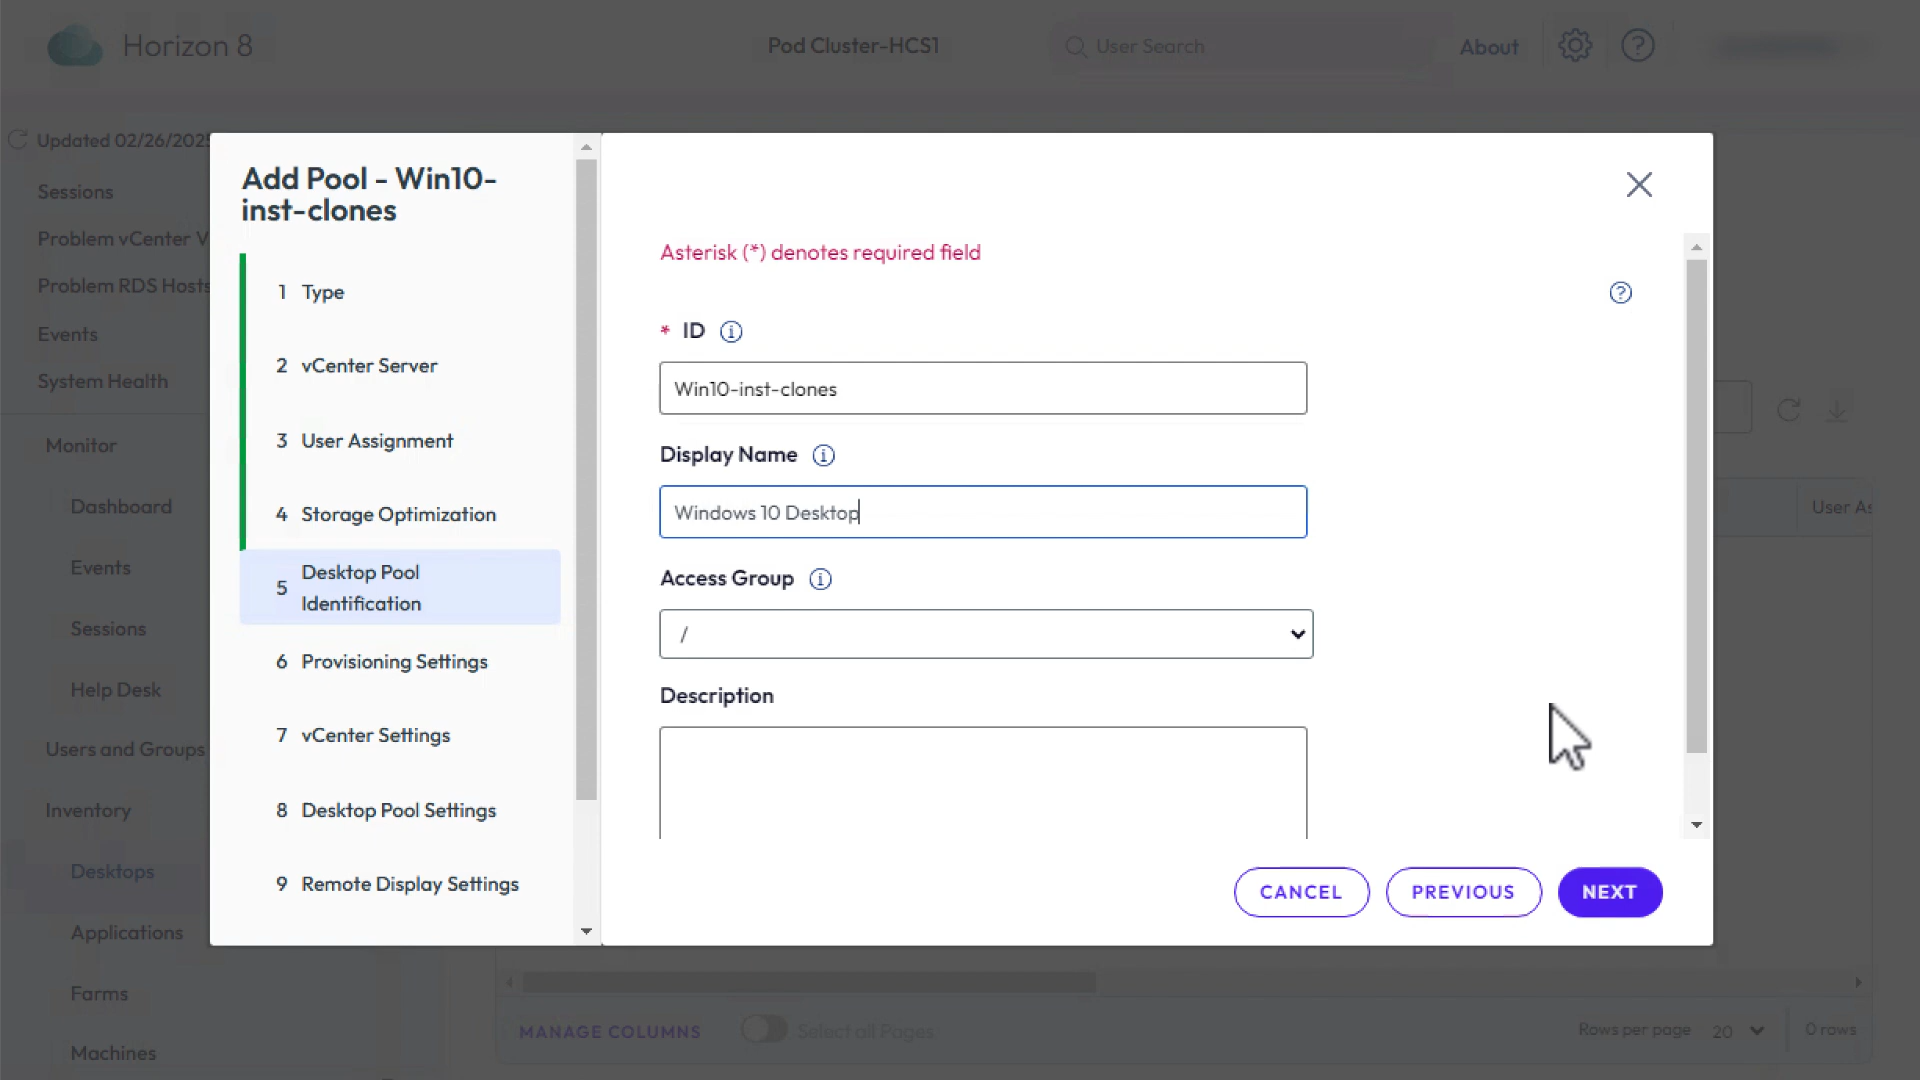 Horizon 8
Pod Cluster-HCS1
User Search
About
Updated 02/26/2025
Sessions
Problem vCenter V
Problem RDS Hosts
Events
System Health
Monitor
Dashboard
Events
Sessions
Help Desk
Users and Groups
Inventory
Desktops
Applications
Farms
Machines
Add Pool - Win10-
inst-clones
1 Type
2 vCenter Server
3 User Assignment
4 Storage Optimization
5 Desktop Pool
Identification
6 Provisioning Settings
7 vCenter Settings
8 Desktop Pool Settings
9 Remote Display Settings
Asterisk (*) denotes required field
* ID
Win10-inst-clones
Display Name
Windows 10 Desktop
Access Group
/
Description
CANCEL
PREVIOUS
NEXT
User As
MANAGE COLUMNS
Select all Pages
Rows per page 20
0 rows